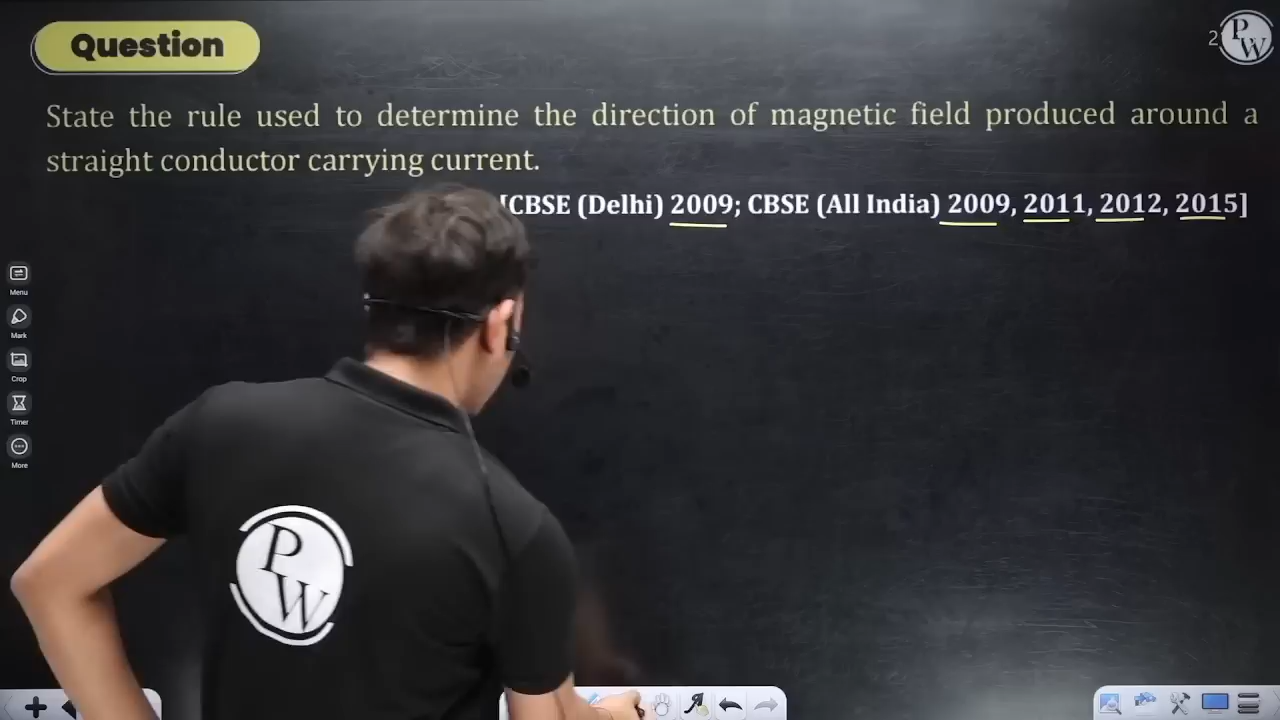 Question
2
PW
State the rule used to determine the direction of magnetic field produced around a
straight conductor carrying current.
[CBSE (Delhi) 2009; CBSE (All India) 2009, 2011, 2012, 2015]
Menu
Mark
Crop
Timer
More
PW